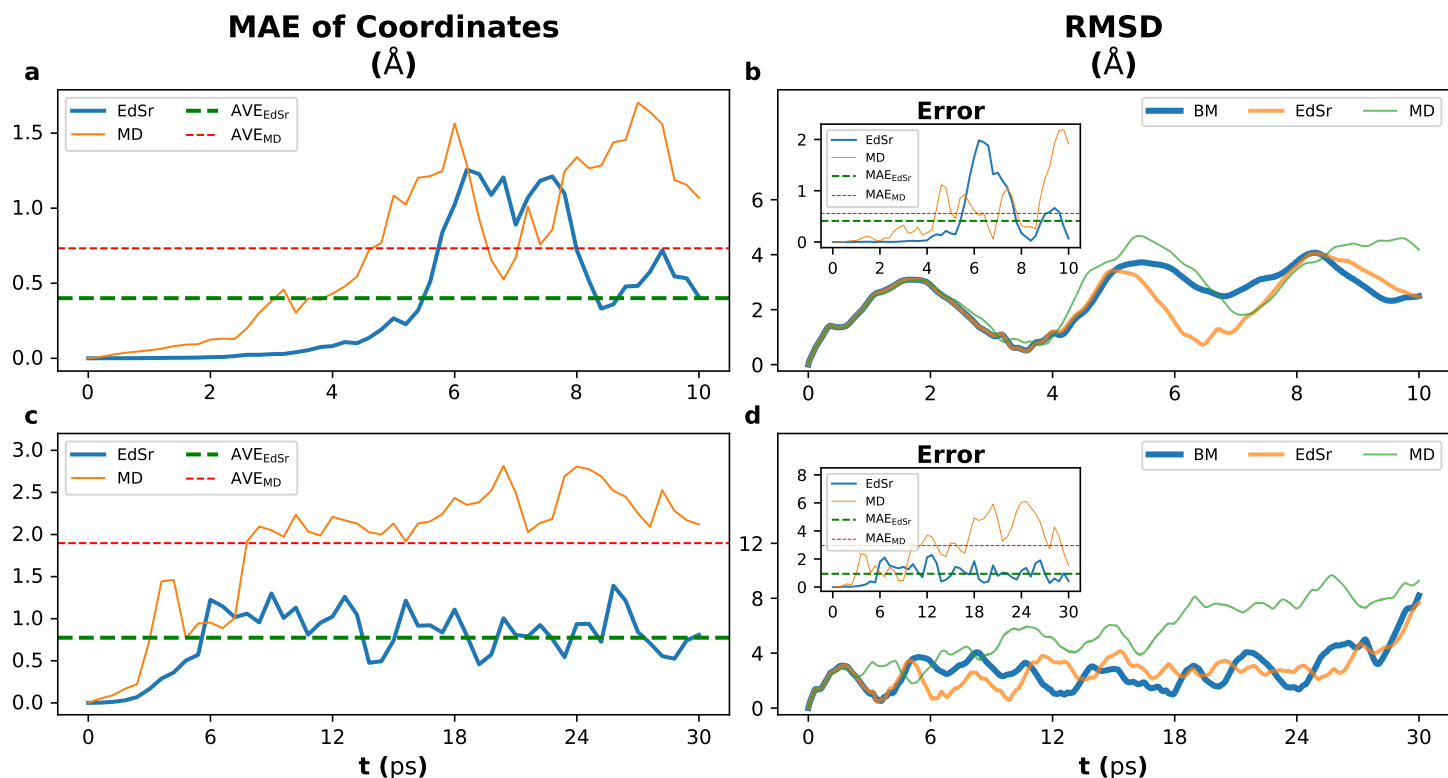 MAE of Coordinates
(Å)
RMSD
(Å)
a
EdSr
MD
AVE_EdSr
AVE_MD
1.5
1.0
0.5
0.0
0 2 4 6 8 10
b
Error
EdSr
MD
MAE_EdSr
MAE_MD
2
1
0
0 2 4 6 8 10
BM EdSr MD
6
4
2
0
0 2 4 6 8 10
c
EdSr
MD
AVE_EdSr
AVE_MD
3.0
2.5
2.0
1.5
1.0
0.5
0.0
0 6 12 18 24 30
t (ps)
d
Error
EdSr
MD
MAE_EdSr
MAE_MD
8
6
4
2
0
0 6 12 18 24 30
BM EdSr MD
12
8
4
0
0 6 12 18 24 30
t (ps)